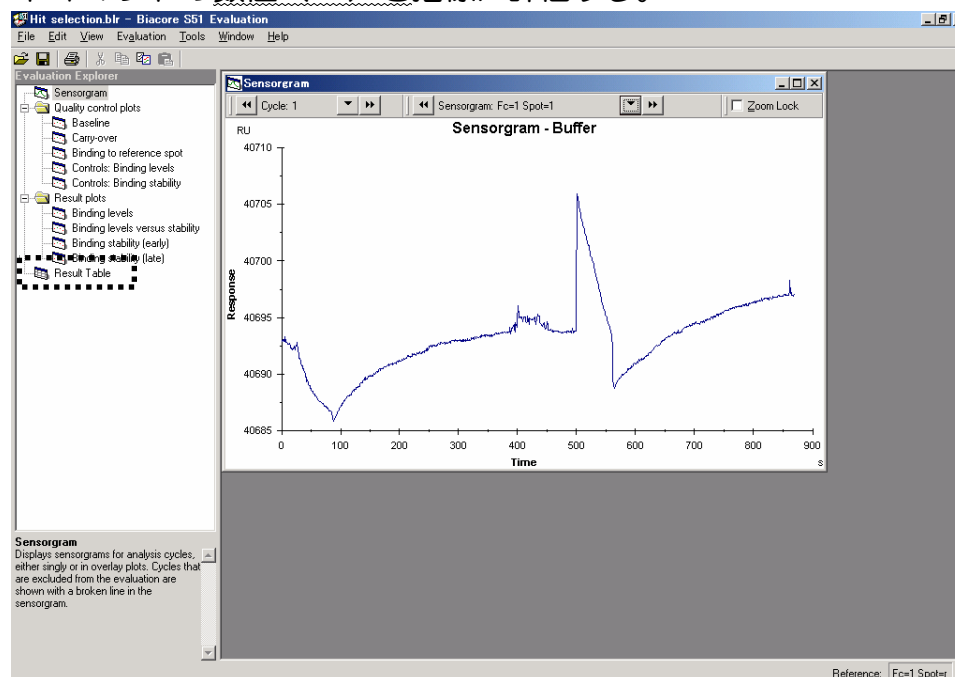 Hit selection.blr - Biacore S51 Evaluation
File Edit View Evaluation Tools Window Help
Evaluation Explorer
Sensorgram
Quality control plots
Baseline
Carry-over
Binding to reference spot
Controls: Binding levels
Controls: Binding stability
Result plots
Binding levels
Binding levels versus stability
Binding stability (early)
Binding stability (late)
Result Table
Sensorgram
Displays sensorgrams for analysis cycles,
either singly or in overlay plots. Cycles that
are excluded from the evaluation are
shown with a broken line in the
sensorgram.
Sensorgram
Cycle: 1
Sensorgram: Fc=1 Spot=1
Zoom Lock
RU
Sensorgram - Buffer
40710
40705
40700
40695
40690
40685
Response
0 100 200 300 400 500 600 700 800 900
Time
s
Reference: Fc=1 Spot=r